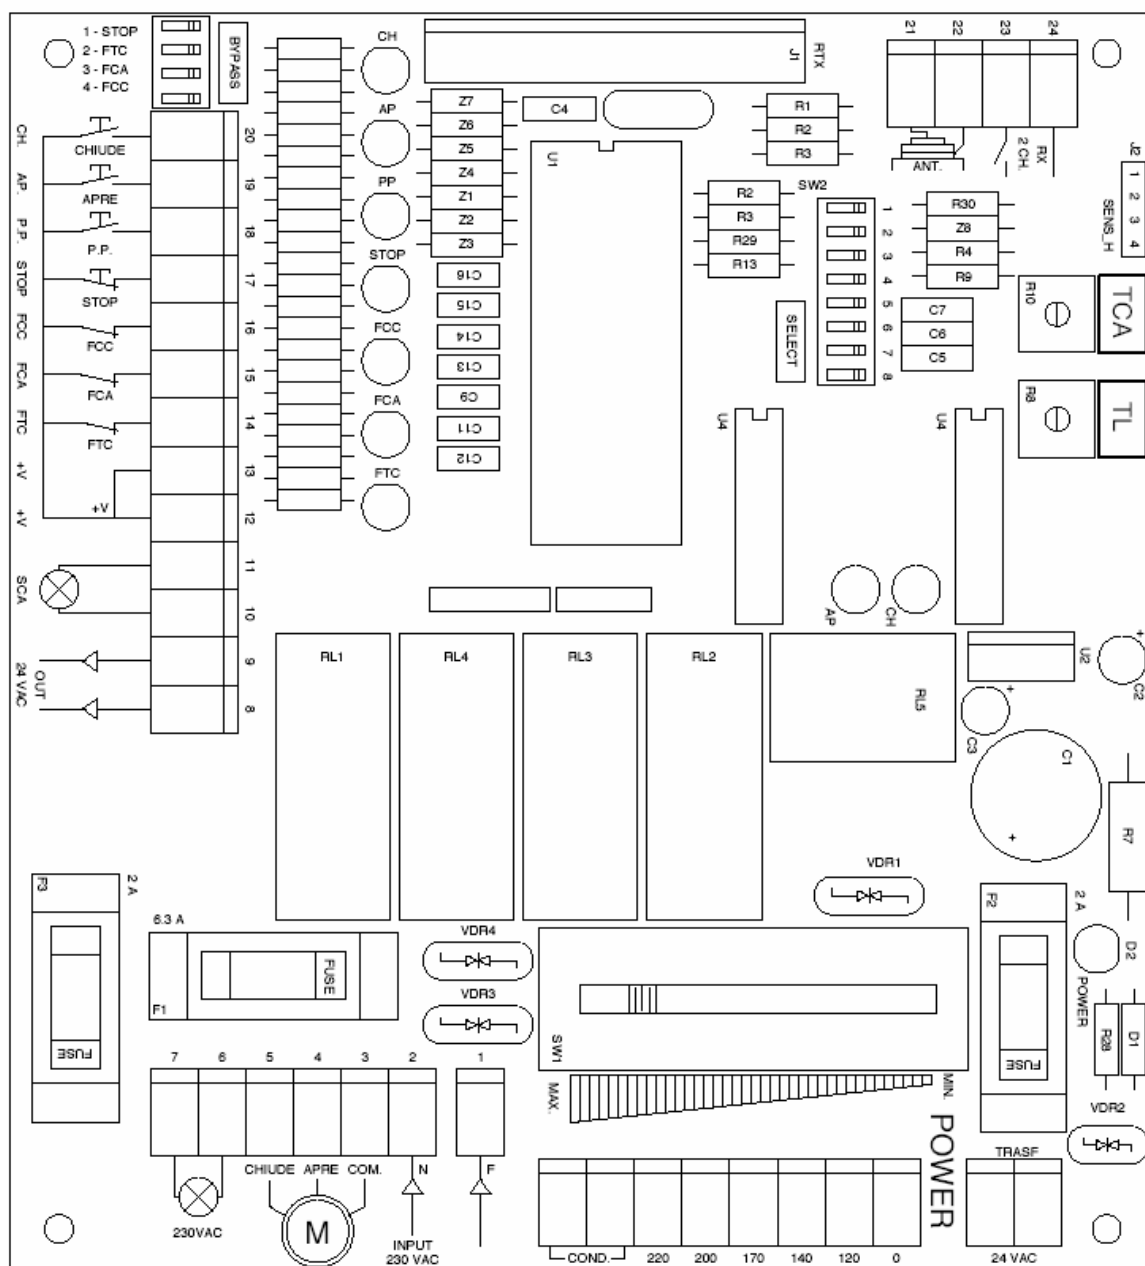 1 - STOP
2 - FTC
3 - FCA
4 - FCC
BYPASS
CH
J1
RTX
21
22
23
24
ANT.
2 CH.
RX
J2
1
2
3
4
SENIS_H
CH.
CHIUDE
20
AP.
APRE
19
P.P.
P.P.
18
STOP
STOP
17
FCC
FCC
16
FCA
FCA
15
FTC
FTC
14
+V
13
+V
+V
12
SCA
11
10
24 VAC
OUT
9
8
AP
PP
STOP
FCC
FCA
FTC
Z7
Z6
Z5
Z4
Z1
Z2
Z3
C16
C15
C14
C13
C9
C11
C12
C4
U1
R1
R2
R3
R2
R3
R29
R13
SW2
1
2
3
4
5
6
7
8
SELECT
R30
Z8
R4
R9
C7
C6
C5
R10
TCA
R8
TL
U4
U4
AP
CH
RL1
RL4
RL3
RL2
RL5
U2
C2
+
C3
+
C1
+
R7
F3
2 A
FUSE
6.3 A
F1
FUSE
VDR4
VDR3
VDR1
SW1
MAX.
MIN.
POWER
F2
2 A
FUSE
D2
POWER
R28
D1
VDR2
7
6
5
4
3
2
1
CHIUDE
APRE
COM.
N
F
230VAC
M
INPUT
230 VAC
COND.
220
200
170
140
120
0
TRASF
24 VAC